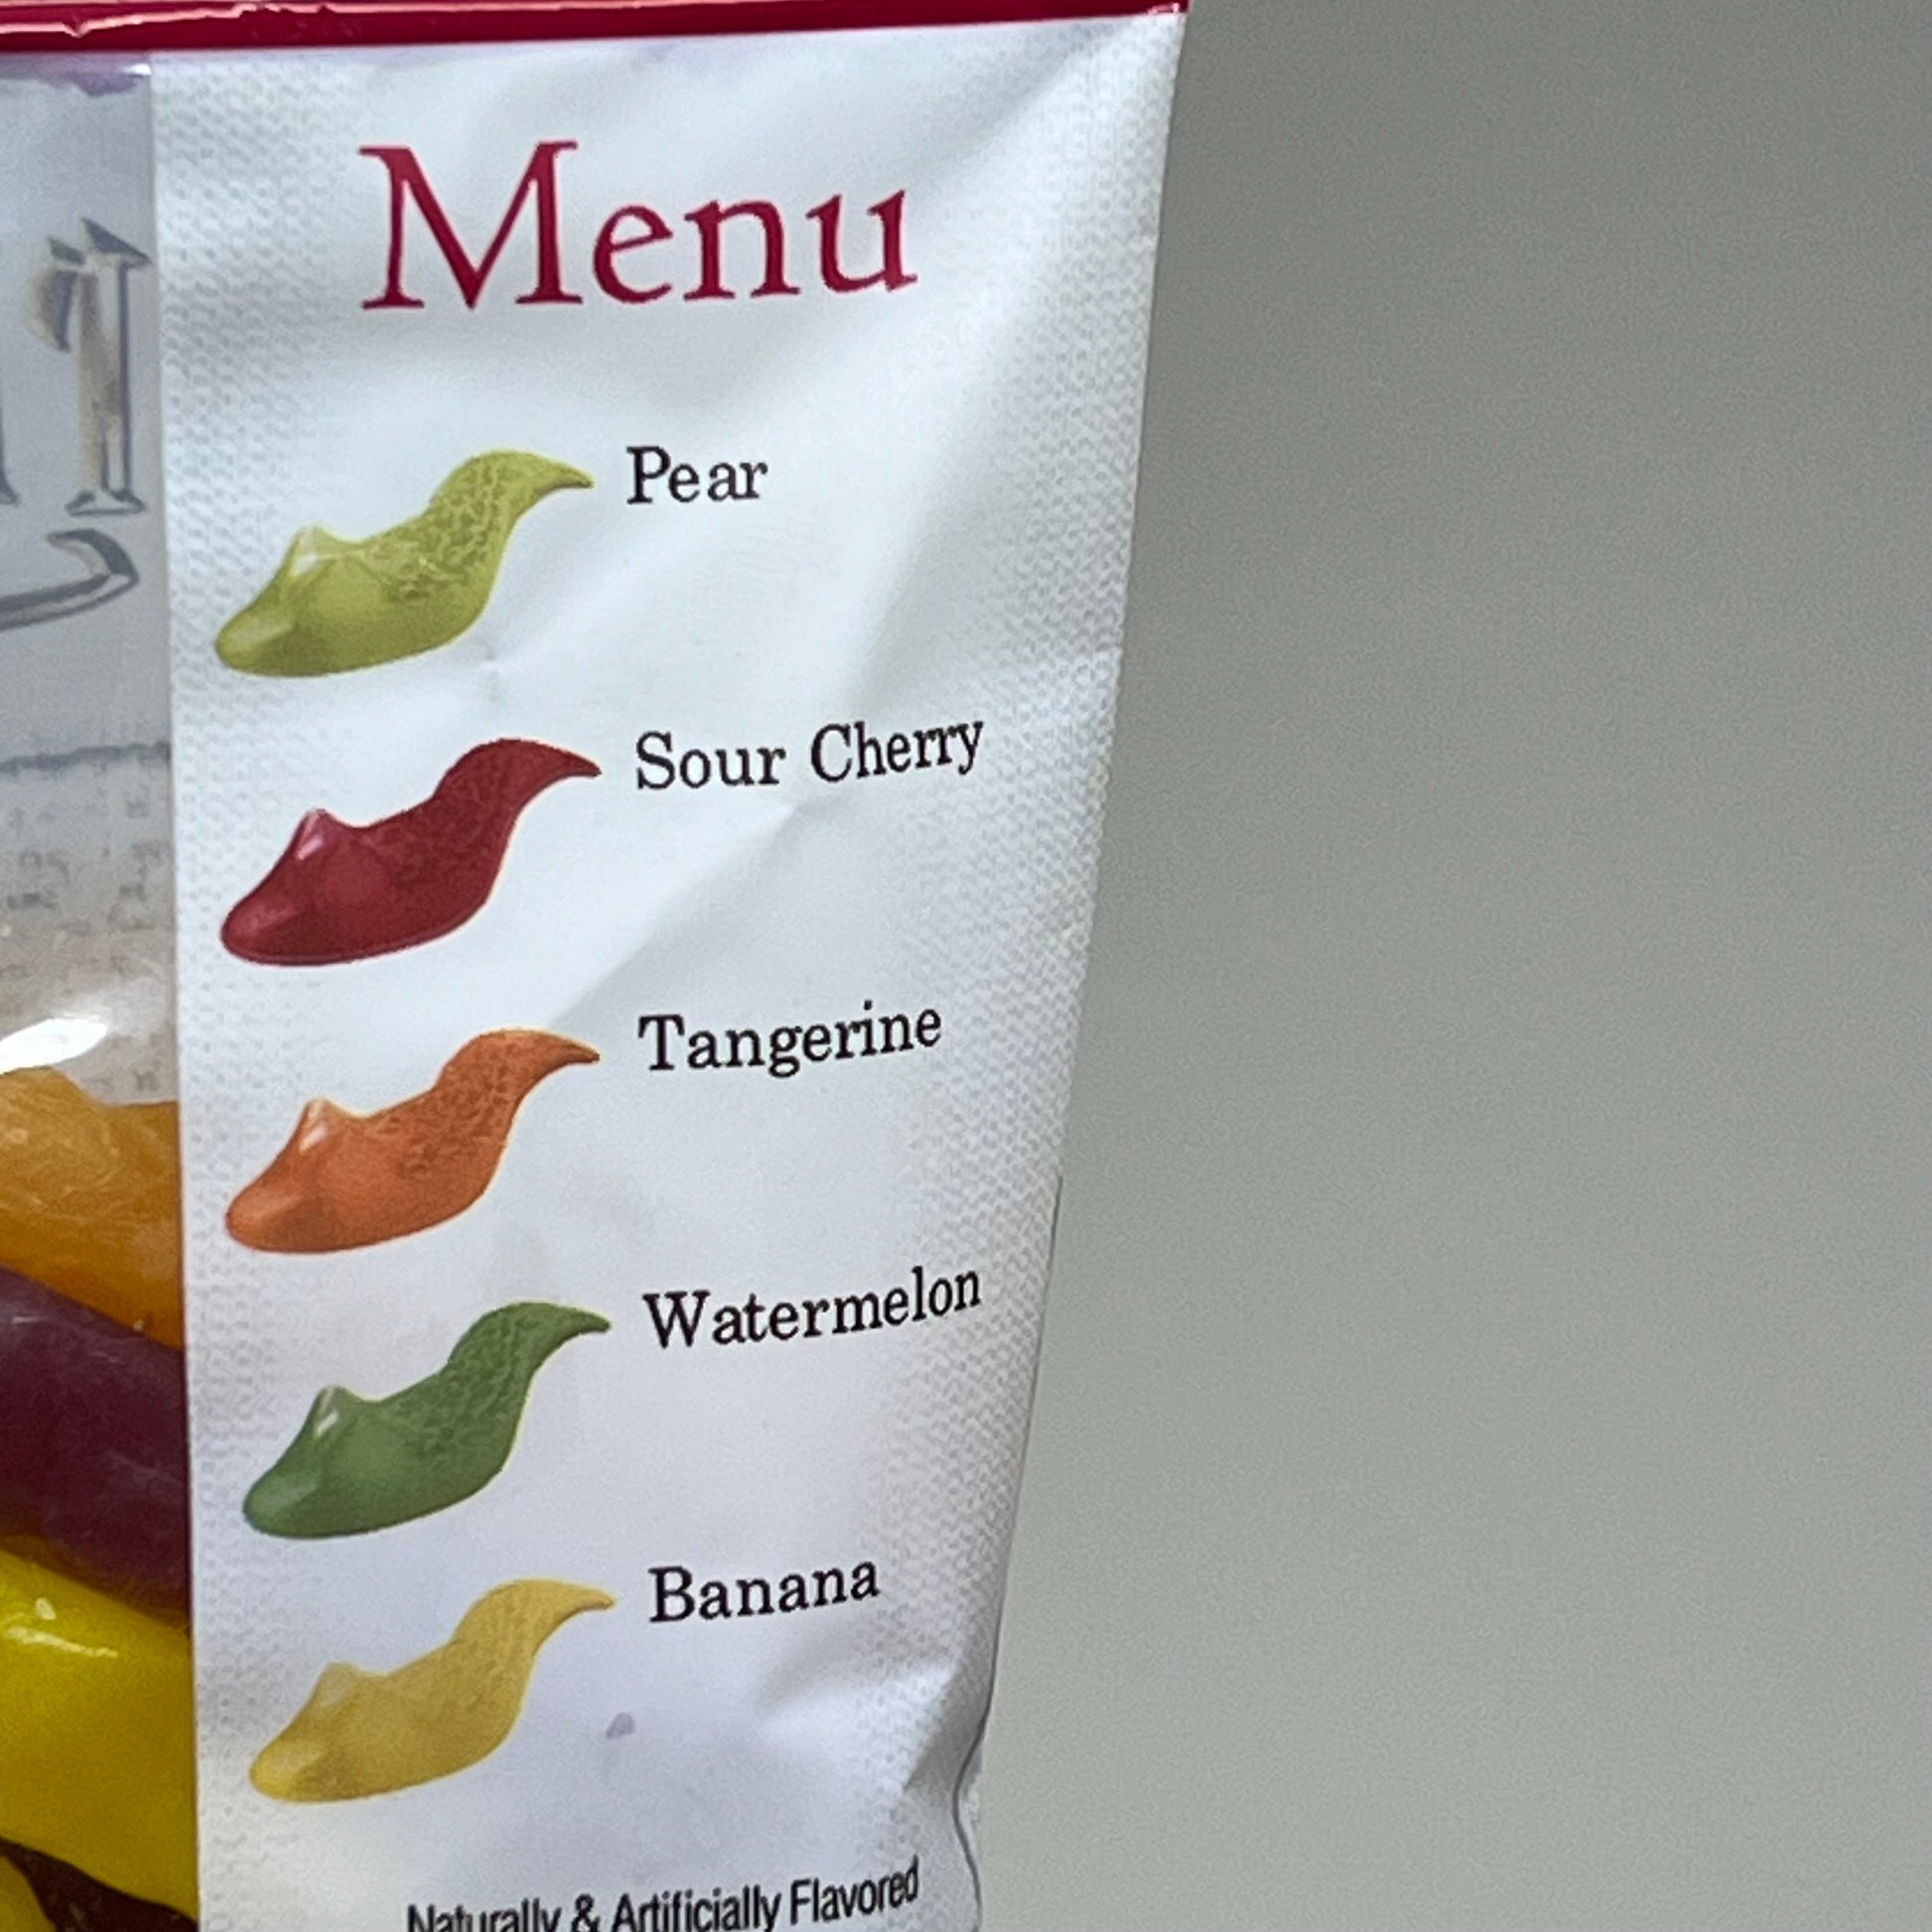 Menu
Pear
Sour Cherry
Tangerine
Watermelon
Banana
Naturally & Artificially Flavored